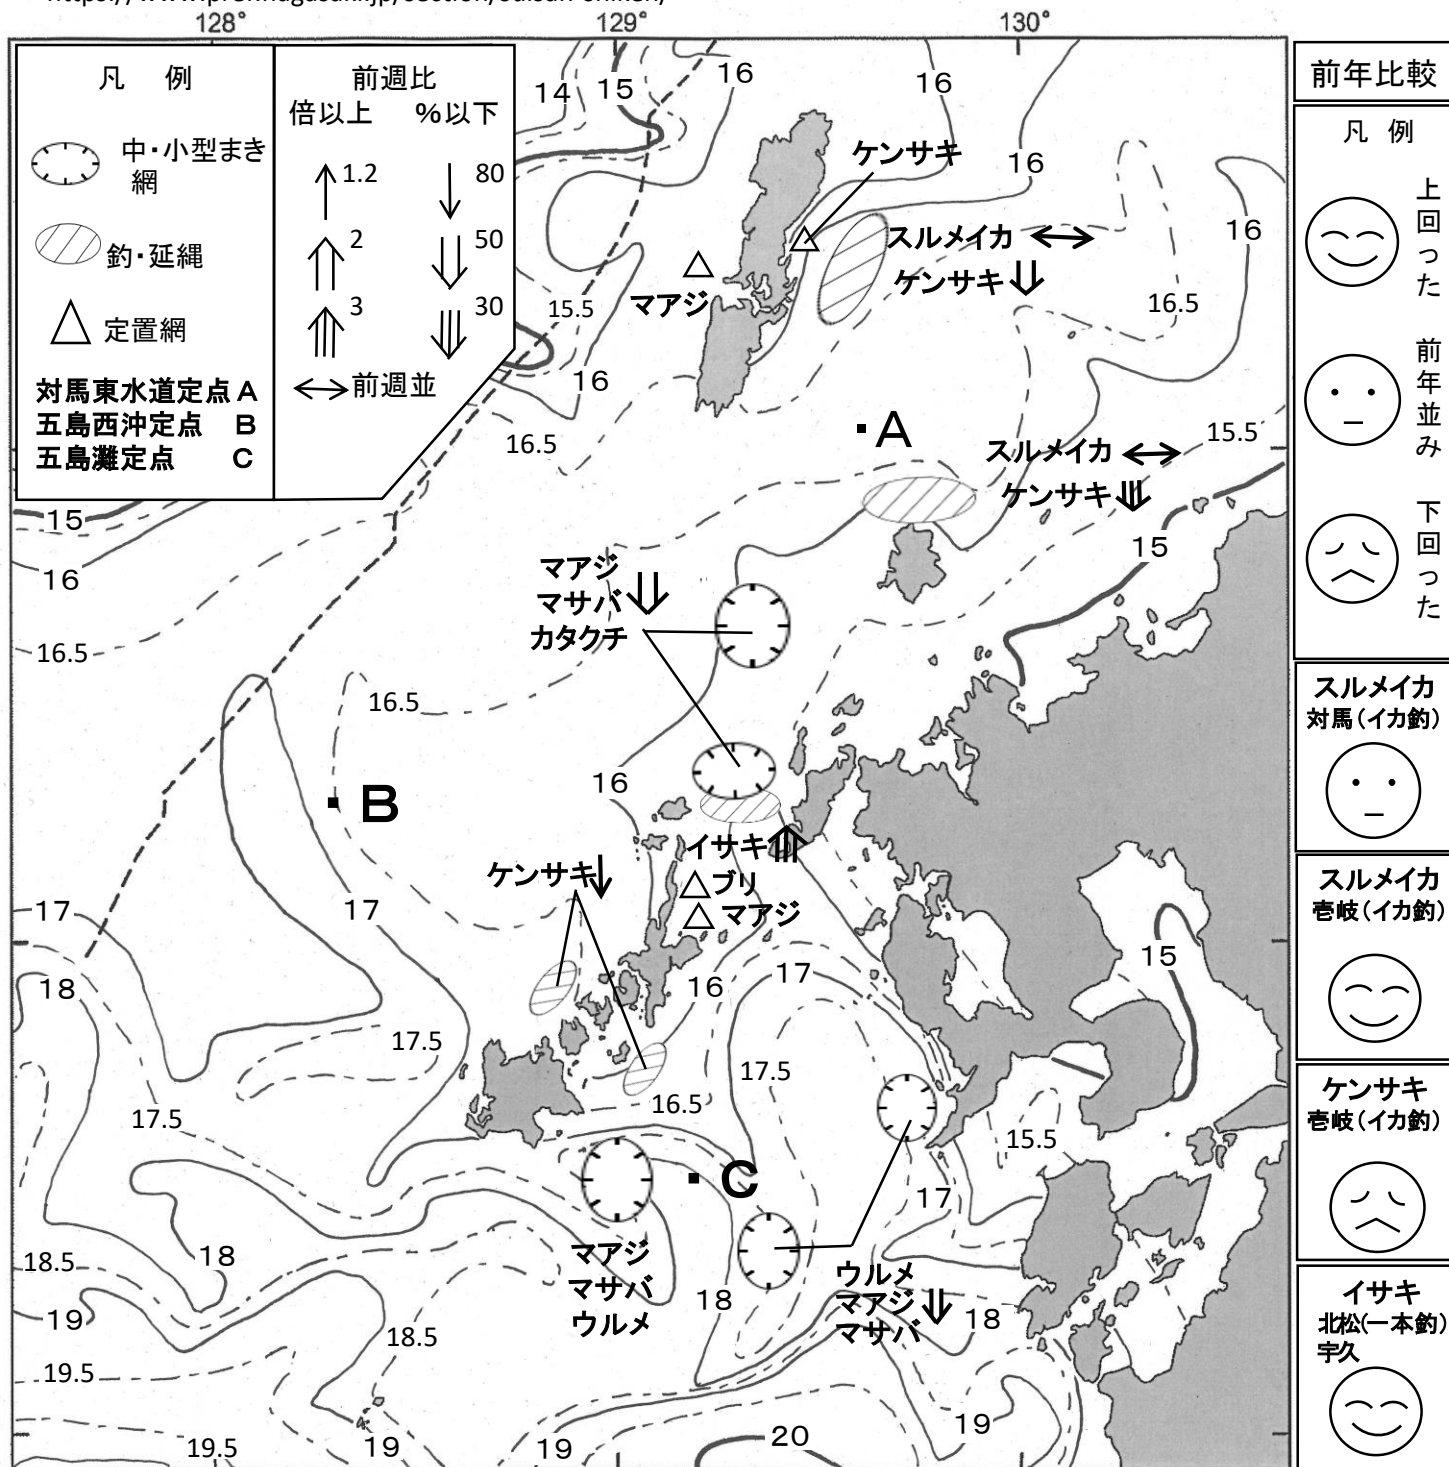 128°
129°
130°
凡 例
中・小型まき
網
釣・延縄
定置網
対馬東水道定点 A
五島西沖定点 B
五島灘定点 C
前週比
倍以上 %以下
1.2
80
2
50
3
30
前週並
前年比較
凡 例
上回った
前年並み
下回った
スルメイカ
対馬(イカ釣)
スルメイカ
壱岐(イカ釣)
ケンサキ
壱岐(イカ釣)
イサキ
北松(一本釣)
宇久
14
15
16
16
ケンサキ
16
16
スルメイカ
ケンサキ
マアジ
15.5
16.5
16
A
15.5
16.5
スルメイカ
ケンサキ
15
15
16
マアジ
マサバ
カタクチ
16.5
16.5
16
B
イサキ
ブリ
マアジ
ケンサキ
17
17
15
18
16
17
17.5
17.5
16.5
17.5
15.5
C
17
18
18.5
マアジ
マサバ
ウルメ
18
ウルメ
マアジ
マサバ
18
19
18.5
19.5
19
19.5
19
19
20